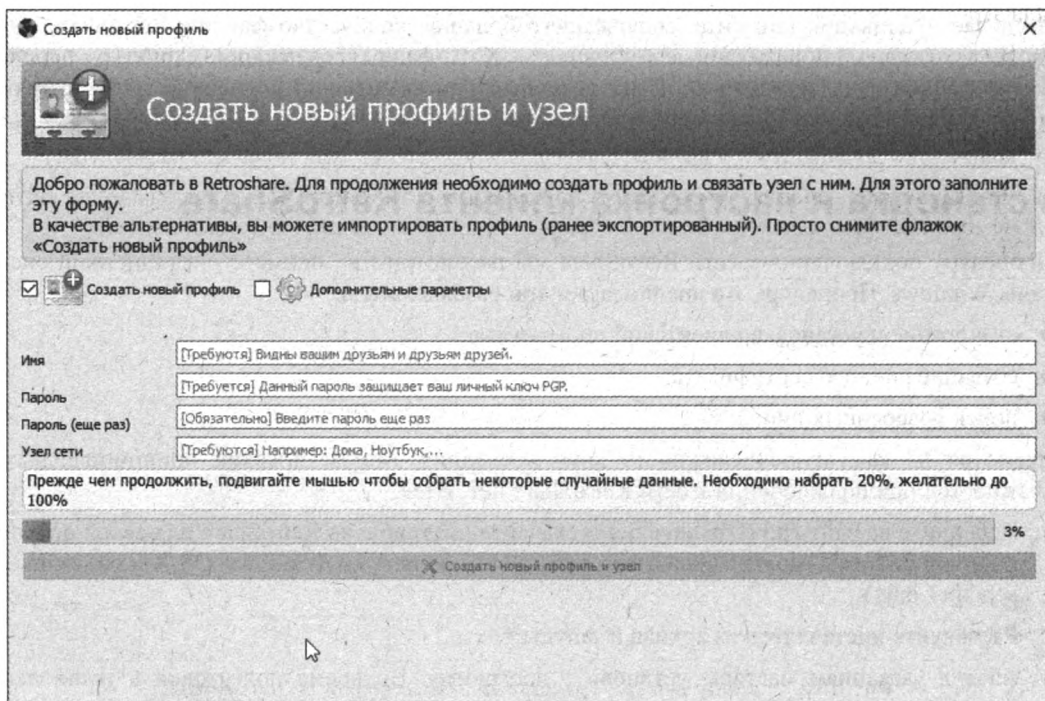 Создать новый профиль
Создать новый профиль и узел
Добро пожаловать в Retroshare. Для продолжения необходимо создать профиль и связать узел с ним. Для этого заполните
эту форму.
В качестве альтернативы, вы можете импортировать профиль (ранее экспортированный). Просто снимите флажок
«Создать новый профиль»
Создать новый профиль Дополнительные параметры
Имя [Требуютя] Видны вашим друзьям и друзьям друзей.
Пароль [Требуется] Данный пароль защищает ваш личный ключ PGP.
Пароль (еще раз) [Обязательно] Введите пароль еще раз
Узел сети [Требуются] Например: Дома, Ноутбук,...
Прежде чем продолжить, подвигайте мышью чтобы собрать некоторые случайные данные. Необходимо набрать 20%, желательно до
100%
3%
Создать новый профиль и узел